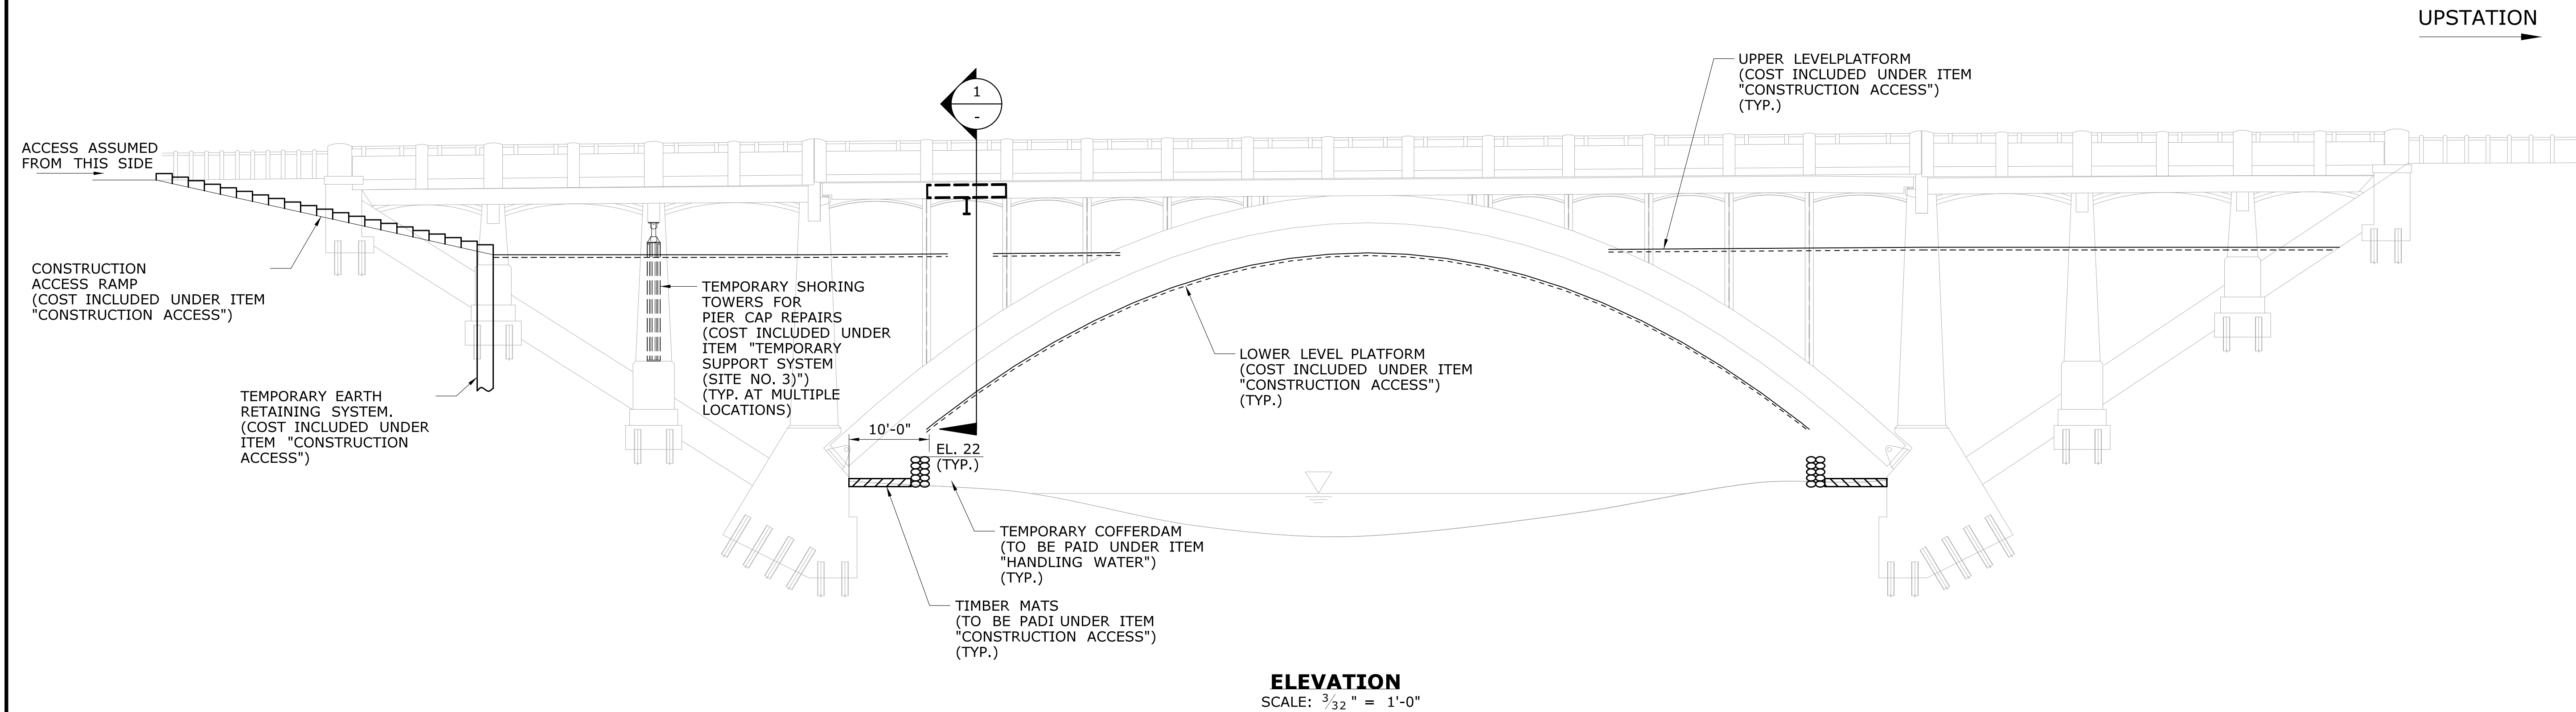 UPSTATION
UPPER LEVELPLATFORM
(COST INCLUDED UNDER ITEM
"CONSTRUCTION ACCESS")
(TYP.)
1
-
ACCESS ASSUMED
FROM THIS SIDE
CONSTRUCTION
ACCESS RAMP
(COST INCLUDED UNDER ITEM
"CONSTRUCTION ACCESS")
TEMPORARY SHORING
TOWERS FOR
PIER CAP REPAIRS
(COST INCLUDED UNDER
ITEM "TEMPORARY
SUPPORT SYSTEM
(SITE NO. 3)")
(TYP. AT MULTIPLE
LOCATIONS)
LOWER LEVEL PLATFORM
(COST INCLUDED UNDER ITEM
"CONSTRUCTION ACCESS")
(TYP.)
TEMPORARY EARTH
RETAINING SYSTEM.
(COST INCLUDED UNDER
ITEM "CONSTRUCTION
ACCESS")
10'-0"
EL. 22
(TYP.)
TEMPORARY COFFERDAM
(TO BE PAID UNDER ITEM
"HANDLING WATER")
(TYP.)
TIMBER MATS
(TO BE PADI UNDER ITEM
"CONSTRUCTION ACCESS")
(TYP.)
ELEVATION
SCALE: 3/32" = 1'-0"